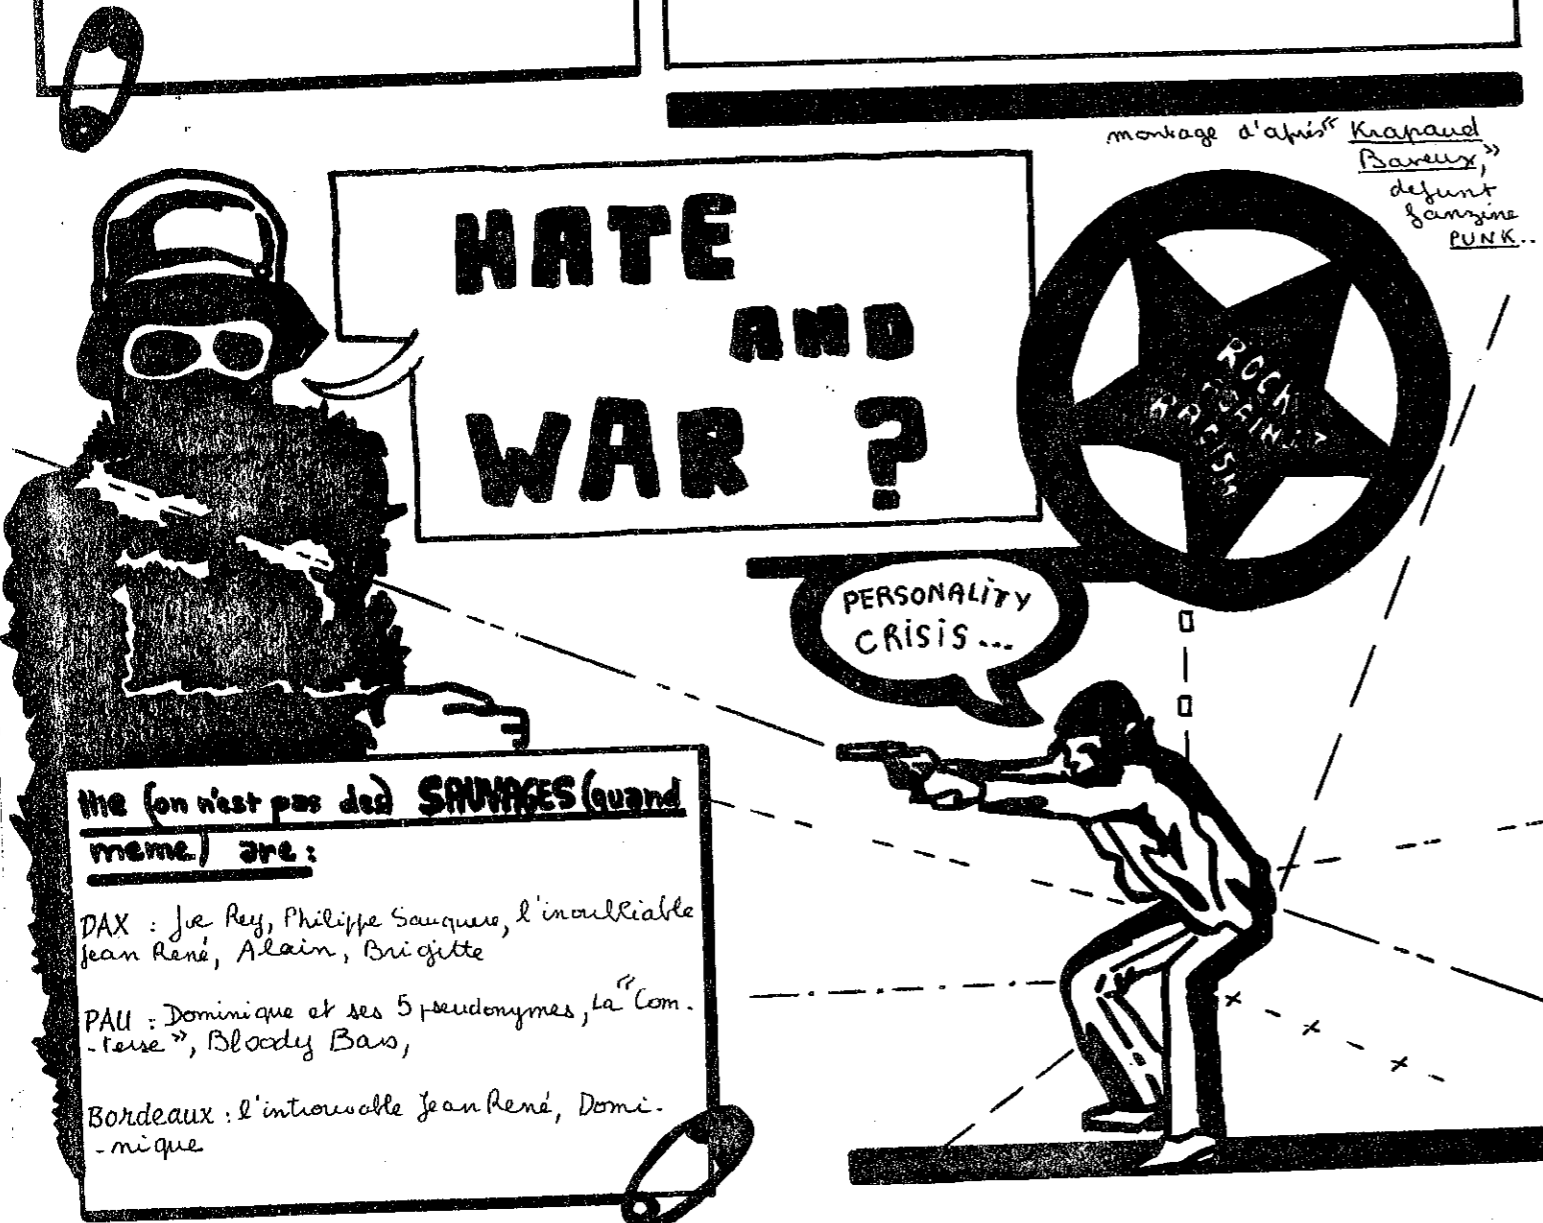 montage d'après "Krapaud
Baveux",
defunt
fanzine
PUNK..
HATE
AND
WAR ?
ROCK
AGAINST
RACISM
PERSONALITY
CRISIS...
the (on n'est pas des) SAUVAGES (quand
meme) are :
DAX : Joe Rey, Philippe Sauquere, l'inoubliable
Jean René, Alain, Brigitte
PAU : Dominique et ses 5 pseudonymes, La "Com-
-tesse", Bloody Bass,
Bordeaux : l'introuvable Jean René, Domi-
-nique